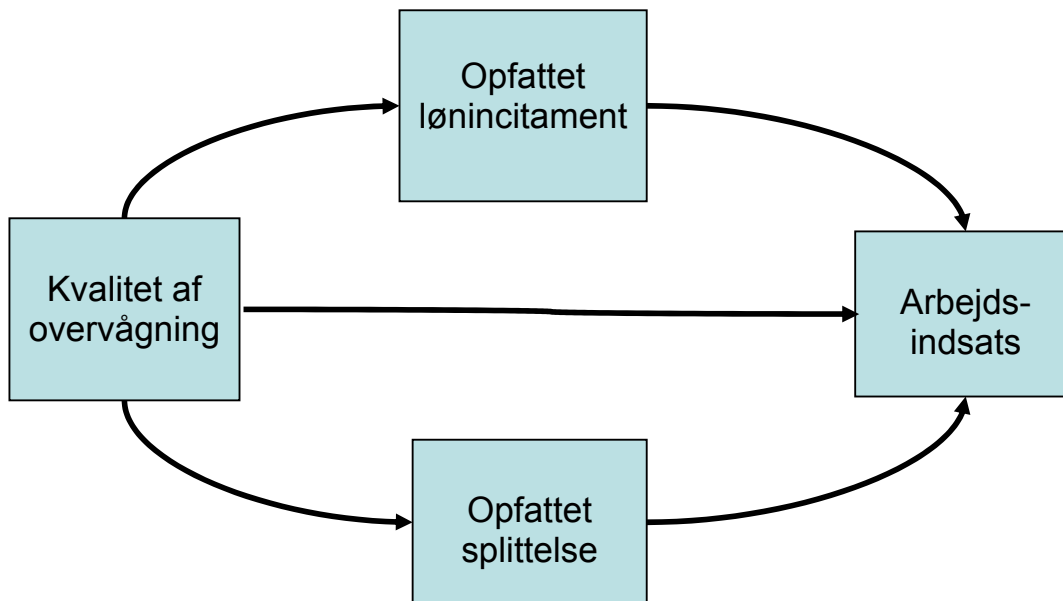 Opfattet
lønincitament
Kvalitet af
overvågning
Arbejds-
indsats
Opfattet
splittelse